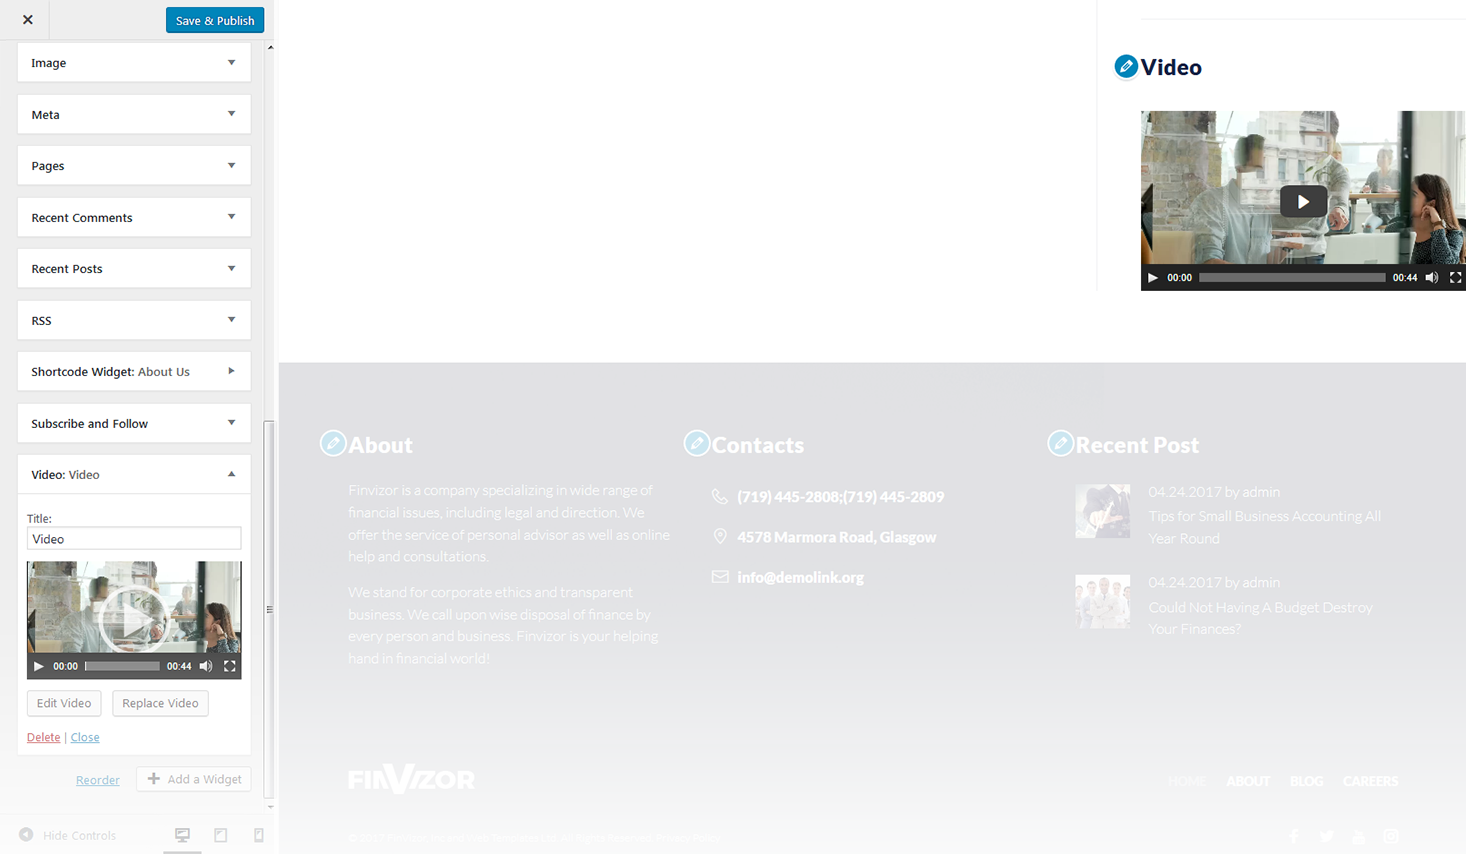 Save & Publish
Image
Meta
Pages
Recent Comments
Recent Posts
RSS
Shortcode Widget: About Us
Subscribe and Follow
Video: Video
Title:
Video
00:00
00:44
Edit Video
Replace Video
Delete | Close
Reorder
Add a Widget
Hide Controls
Video
00:00
00:44
About
Finvizor is a company specializing in wide range of
financial issues, including legal and direction. We
offer the service of personal advisor as well as online
help and consultations.
We stand for corporate ethics and transparent
business. We call upon wise disposal of finance by
every person and business. Finvizor is your helping
hand in financial world!
Contacts
(719) 445-2808;(719) 445-2809
4578 Marmora Road, Glasgow
info@demolink.org
Recent Post
04.24.2017 by admin
Tips for Small Business Accounting All
Year Round
04.24.2017 by admin
Could Not Having A Budget Destroy
Your Finances?
FINVIZOR
HOME
ABOUT
BLOG
CAREERS